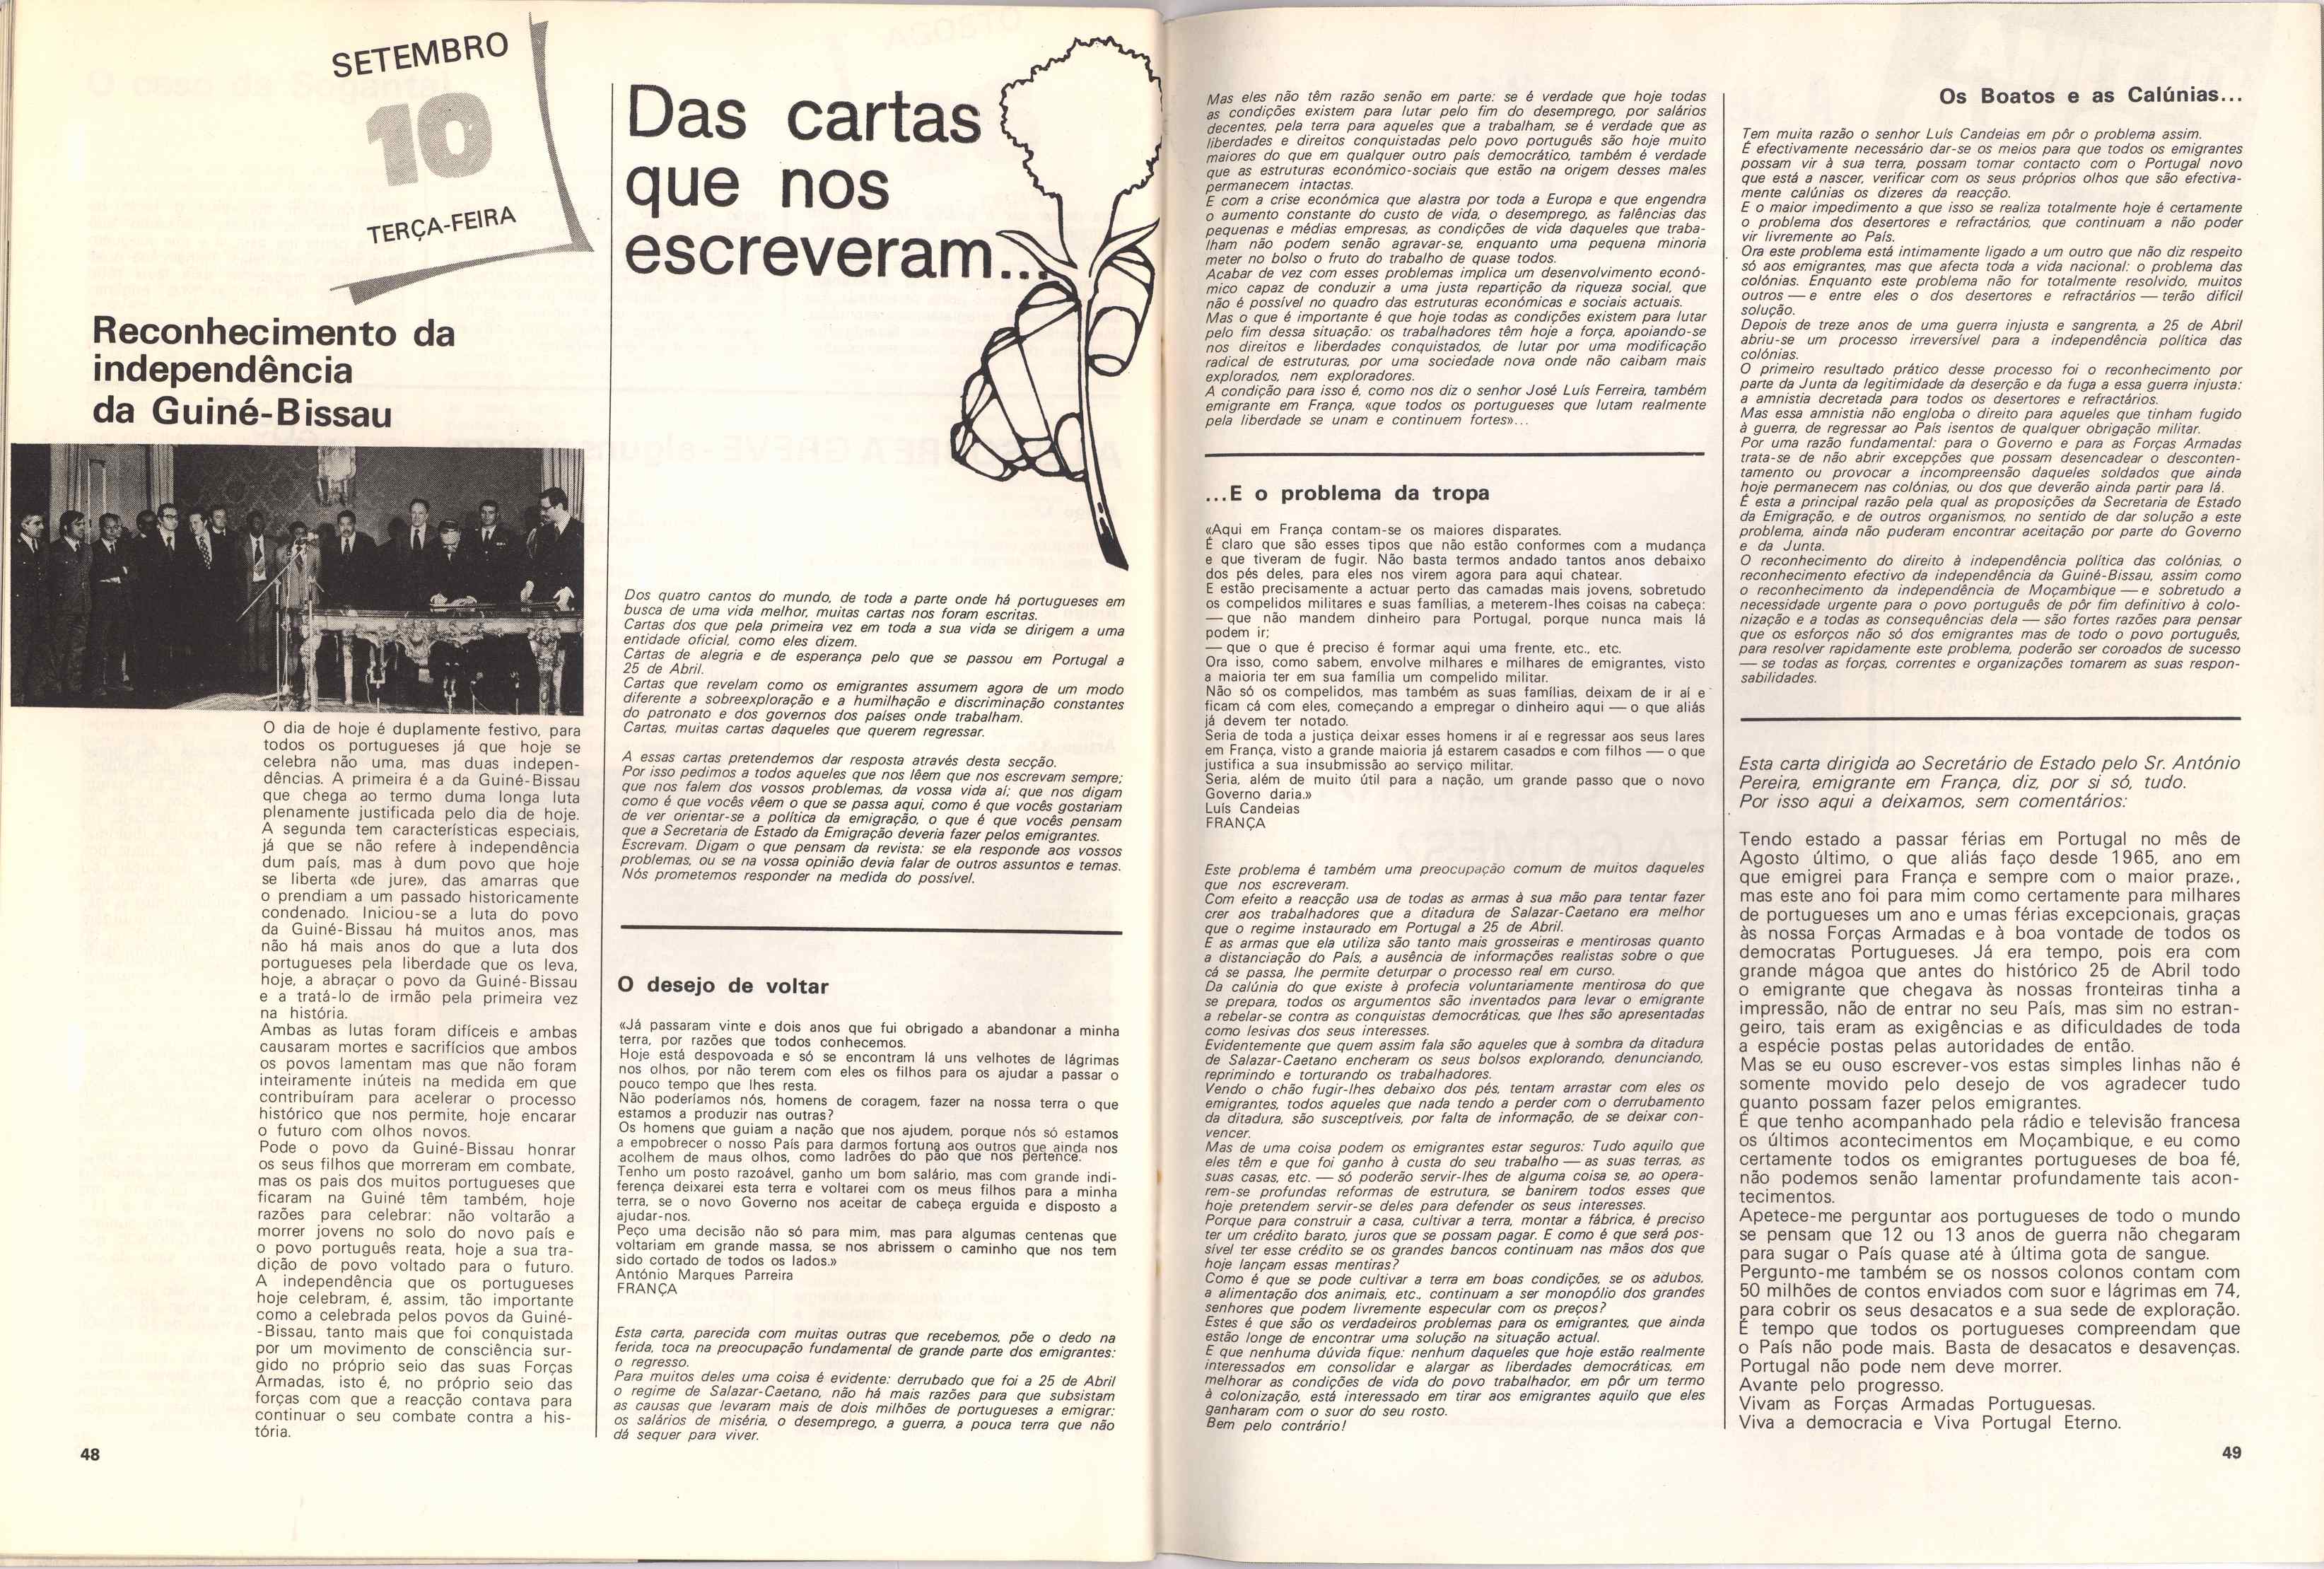 SETEMBRO
10
TERÇA-FEIRA
Reconhecimento da
independência
da Guiné-Bissau
O dia de hoje é duplamente festivo, para
todos os portugueses já que hoje se
celebra não uma, mas duas indepen-
dências. A primeira é a da Guiné-Bissau
que chega ao termo duma longa luta
plenamente justificada pelo dia de hoje.
A segunda tem características especiais,
já que se não refere à independência
dum país, mas à dum povo que hoje
se liberta «de jure», das amarras que
o prendiam a um passado historicamente
condenado. Iniciou-se a luta do povo
da Guiné-Bissau há muitos anos, mas
não há mais anos do que a luta dos
portugueses pela liberdade que os leva,
hoje, a abraçar o povo da Guiné-Bissau
e a tratá-lo de irmão pela primeira vez
na história.
Ambas as lutas foram difíceis e ambas
causaram mortes e sacrifícios que ambos
os povos lamentam mas que não foram
inteiramente inúteis na medida em que
contribuíram para acelerar o processo
histórico que nos permite, hoje encarar
o futuro com olhos novos.
Pode o povo da Guiné-Bissau honrar
os seus filhos que morreram em combate,
mas os pais dos muitos portugueses que
ficaram na Guiné têm também, hoje
razões para celebrar: não voltarão a
morrer jovens no solo do novo país e
o povo português reata, hoje a sua tra-
dição de povo voltado para o futuro.
A independência que os portugueses
hoje celebram, é, assim, tão importante
como a celebrada pelos povos da Guiné-
-Bissau, tanto mais que foi conquistada
por um movimento de consciência sur-
gido no próprio seio das suas Forças
Armadas, isto é, no próprio seio das
forças com que a reacção contava para
continuar o seu combate contra a his-
tória.
48
Das cartas
que nos
escreveram...
Dos quatro cantos do mundo, de toda a parte onde há portugueses em
busca de uma vida melhor, muitas cartas nos foram escritas.
Cartas dos que pela primeira vez em toda a sua vida se dirigem a uma
entidade oficial, como eles dizem.
Cartas de alegria e de esperança pelo que se passou em Portugal a
25 de Abril.
Cartas que revelam como os emigrantes assumem agora de um modo
diferente a sobreexploração e a humilhação e discriminação constantes
do patronato e dos governos dos países onde trabalham.
Cartas, muitas cartas daqueles que querem regressar.
A essas cartas pretendemos dar resposta através desta secção.
Por isso pedimos a todos aqueles que nos lêem que nos escrevam sempre;
que nos falem dos vossos problemas, da vossa vida aí; que nos digam
como é que vocês vêem o que se passa aqui, como é que vocês gostariam
de ver orientar-se a política da emigração, o que é que vocês pensam
que a Secretaria de Estado da Emigração deveria fazer pelos emigrantes.
Escrevam. Digam o que pensam da revista: se ela responde aos vossos
problemas, ou se na vossa opinião devia falar de outros assuntos e temas.
Nós prometemos responder na medida do possível.
O desejo de voltar
«Já passaram vinte e dois anos que fui obrigado a abandonar a minha
terra, por razões que todos conhecemos.
Hoje está despovoada e só se encontram lá uns velhotes de lágrimas
nos olhos, por não terem com eles os filhos para os ajudar a passar o
pouco tempo que lhes resta.
Não poderíamos nós, homens de coragem, fazer na nossa terra o que
estamos a produzir nas outras?
Os homens que guiam a nação que nos ajudem, porque nós só estamos
a empobrecer o nosso País para darmos fortuna aos outros que ainda nos
acolhem de maus olhos, como ladrões do pão que nos pertence.
Tenho um posto razoável, ganho um bom salário, mas com grande indi-
ferença deixarei esta terra e voltarei com os meus filhos para a minha
terra, se o novo Governo nos aceitar de cabeça erguida e disposto a
ajudar-nos.
Peço uma decisão não só para mim, mas para algumas centenas que
voltariam em grande massa, se nos abrissem o caminho que nos tem
sido cortado de todos os lados.»
António Marques Parreira
FRANÇA
Esta carta, parecida com muitas outras que recebemos, põe o dedo na
ferida, toca na preocupação fundamental de grande parte dos emigrantes:
o regresso.
Para muitos deles uma coisa é evidente: derrubado que foi a 25 de Abril
o regime de Salazar-Caetano, não há mais razões para que subsistam
as causas que levaram mais de dois milhões de portugueses a emigrar:
os salários de miséria, o desemprego, a guerra, a pouca terra que não
dá sequer para viver.
Mas eles não têm razão senão em parte: se é verdade que hoje todas
as condições existem para lutar pelo fim do desemprego, por salários
decentes, pela terra para aqueles que a trabalham, se é verdade que as
liberdades e direitos conquistadas pelo povo português são hoje muito
maiores do que em qualquer outro país democrático, também é verdade
que as estruturas económico-sociais que estão na origem desses males
permanecem intactas.
E com a crise económica que alastra por toda a Europa e que engendra
o aumento constante do custo de vida, o desemprego, as falências das
pequenas e médias empresas, as condições de vida daqueles que traba-
lham não podem senão agravar-se, enquanto uma pequena minoria
meter no bolso o fruto do trabalho de quase todos.
Acabar de vez com esses problemas implica um desenvolvimento econó-
mico capaz de conduzir a uma justa repartição da riqueza social, que
não é possível no quadro das estruturas económicas e sociais actuais.
Mas o que é importante é que hoje todas as condições existem para lutar
pelo fim dessa situação: os trabalhadores têm hoje a força, apoiando-se
nos direitos e liberdades conquistados, de lutar por uma modificação
radical de estruturas, por uma sociedade nova onde não caibam mais
explorados, nem exploradores.
A condição para isso é, como nos diz o senhor José Luís Ferreira, também
emigrante em França, «que todos os portugueses que lutam realmente
pela liberdade se unam e continuem fortes»...
...E o problema da tropa
«Aqui em França contam-se os maiores disparates.
É claro que são esses tipos que não estão conformes com a mudança
e que tiveram de fugir. Não basta termos andado tantos anos debaixo
dos pés deles, para eles nos virem agora para aqui chatear.
E estão precisamente a actuar perto das camadas mais jovens, sobretudo
os compelidos militares e suas famílias, a meterem-lhes coisas na cabeça:
— que não mandem dinheiro para Portugal, porque nunca mais lá
podem ir;
— que o que é preciso é formar aqui uma frente, etc., etc.
Ora isso, como sabem, envolve milhares e milhares de emigrantes, visto
a maioria ter em sua família um compelido militar.
Não só os compelidos, mas também as suas famílias, deixam de ir aí e
ficam cá com eles, começando a empregar o dinheiro aqui — o que aliás
já devem ter notado.
Seria de toda a justiça deixar esses homens ir aí e regressar aos seus lares
em França, visto a grande maioria já estarem casados e com filhos — o que
justifica a sua insubmissão ao serviço militar.
Seria, além de muito útil para a nação, um grande passo que o novo
Governo daria.»
Luís Candeias
FRANÇA
Este problema é também uma preocupação comum de muitos daqueles
que nos escreveram.
Com efeito a reacção usa de todas as armas à sua mão para tentar fazer
crer aos trabalhadores que a ditadura de Salazar-Caetano era melhor
que o regime instaurado em Portugal a 25 de Abril.
E as armas que ela utiliza são tanto mais grosseiras e mentirosas quanto
a distanciação do País, a ausência de informações realistas sobre o que
cá se passa, lhe permite deturpar o processo real em curso.
Da calúnia do que existe à profecia voluntariamente mentirosa do que
se prepara, todos os argumentos são inventados para levar o emigrante
a rebelar-se contra as conquistas democráticas, que lhes são apresentadas
como lesivas dos seus interesses.
Evidentemente que quem assim fala são aqueles que à sombra da ditadura
de Salazar-Caetano encheram os seus bolsos explorando, denunciando,
reprimindo e torturando os trabalhadores.
Vendo o chão fugir-lhes debaixo dos pés, tentam arrastar com eles os
emigrantes, todos aqueles que nada tendo a perder com o derrubamento
da ditadura, são susceptíveis, por falta de informação, de se deixar con-
vencer.
Mas de uma coisa podem os emigrantes estar seguros: Tudo aquilo que
eles têm e que foi ganho à custa do seu trabalho — as suas terras, as
suas casas, etc. — só poderão servir-lhes de alguma coisa se, ao opera-
rem-se profundas reformas de estrutura, se banirem todos esses que
hoje pretendem servir-se deles para defender os seus interesses.
Porque para construir a casa, cultivar a terra, montar a fábrica, é preciso
ter um crédito barato, juros que se possam pagar. E como é que será pos-
sível ter esse crédito se os grandes bancos continuam nas mãos dos que
hoje lançam essas mentiras?
Como é que se pode cultivar a terra em boas condições, se os adubos,
a alimentação dos animais, etc., continuam a ser monopólio dos grandes
senhores que podem livremente especular com os preços?
Estes é que são os verdadeiros problemas para os emigrantes, que ainda
estão longe de encontrar uma solução na situação actual.
E que nenhuma dúvida fique: nenhum daqueles que hoje estão realmente
interessados em consolidar e alargar as liberdades democráticas, em
melhorar as condições de vida do povo trabalhador, em pôr um termo
à colonização, está interessado em tirar aos emigrantes aquilo que eles
ganharam com o suor do seu rosto.
Bem pelo contrário!
Os Boatos e as Calúnias...
Tem muita razão o senhor Luís Candeias em pôr o problema assim.
É efectivamente necessário dar-se os meios para que todos os emigrantes
possam vir à sua terra, possam tomar contacto com o Portugal novo
que está a nascer, verificar com os seus próprios olhos que são efectiva-
mente calúnias os dizeres da reacção.
E o maior impedimento a que isso se realiza totalmente hoje é certamente
o problema dos desertores e refractários, que continuam a não poder
vir livremente ao País.
Ora este problema está intimamente ligado a um outro que não diz respeito
só aos emigrantes, mas que afecta toda a vida nacional: o problema das
colónias. Enquanto este problema não for totalmente resolvido, muitos
outros — e entre eles o dos desertores e refractários — terão difícil
solução.
Depois de treze anos de uma guerra injusta e sangrenta, a 25 de Abril
abriu-se um processo irreversível para a independência política das
colónias.
O primeiro resultado prático desse processo foi o reconhecimento por
parte da Junta da legitimidade da deserção e da fuga a essa guerra injusta:
a amnistia decretada para todos os desertores e refractários.
Mas essa amnistia não engloba o direito para aqueles que tinham fugido
à guerra, de regressar ao País isentos de qualquer obrigação militar.
Por uma razão fundamental: para o Governo e para as Forças Armadas
trata-se de não abrir excepções que possam desencadear o desconten-
tamento ou provocar a incompreensão daqueles soldados que ainda
hoje permanecem nas colónias, ou dos que deverão ainda partir para lá.
É esta a principal razão pela qual as proposições da Secretaria de Estado
da Emigração, e de outros organismos, no sentido de dar solução a este
problema, ainda não puderam encontrar aceitação por parte do Governo
e da Junta.
O reconhecimento do direito à independência política das colónias, o
reconhecimento efectivo da independência da Guiné-Bissau, assim como
o reconhecimento da independência de Moçambique — e sobretudo a
necessidade urgente para o povo português de pôr fim definitivo à colo-
nização e a todas as consequências dela — são fortes razões para pensar
que os esforços não só dos emigrantes mas de todo o povo português,
para resolver rapidamente este problema, poderão ser coroados de sucesso
— se todas as forças, correntes e organizações tomarem as suas respon-
sabilidades.
Esta carta dirigida ao Secretário de Estado pelo Sr. António
Pereira, emigrante em França, diz, por si só, tudo.
Por isso aqui a deixamos, sem comentários:
Tendo estado a passar férias em Portugal no mês de
Agosto último, o que aliás faço desde 1965, ano em
que emigrei para França e sempre com o maior praze.,
mas este ano foi para mim como certamente para milhares
de portugueses um ano e umas férias excepcionais, graças
às nossa Forças Armadas e à boa vontade de todos os
democratas Portugueses. Já era tempo, pois era com
grande mágoa que antes do histórico 25 de Abril todo
o emigrante que chegava às nossas fronteiras tinha a
impressão, não de entrar no seu País, mas sim no estran-
geiro, tais eram as exigências e as dificuldades de toda
a espécie postas pelas autoridades de então.
Mas se eu ouso escrever-vos estas simples linhas não é
somente movido pelo desejo de vos agradecer tudo
quanto possam fazer pelos emigrantes.
É que tenho acompanhado pela rádio e televisão francesa
os últimos acontecimentos em Moçambique, e eu como
certamente todos os emigrantes portugueses de boa fé,
não podemos senão lamentar profundamente tais acon-
tecimentos.
Apetece-me perguntar aos portugueses de todo o mundo
se pensam que 12 ou 13 anos de guerra não chegaram
para sugar o País quase até à última gota de sangue.
Pergunto-me também se os nossos colonos contam com
50 milhões de contos enviados com suor e lágrimas em 74,
para cobrir os seus desacatos e a sua sede de exploração.
É tempo que todos os portugueses compreendam que
o País não pode mais. Basta de desacatos e desavenças.
Portugal não pode nem deve morrer.
Avante pelo progresso.
Vivam as Forças Armadas Portuguesas.
Viva a democracia e Viva Portugal Eterno.
49